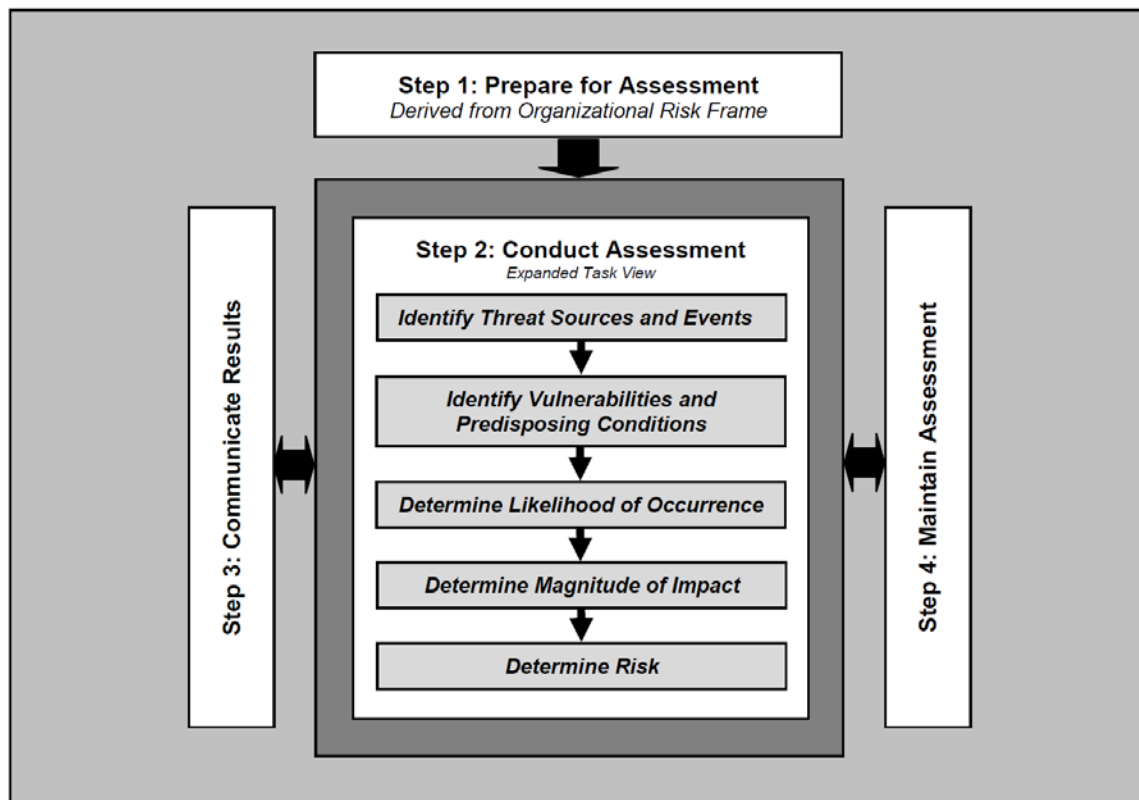 Step 1: Prepare for Assessment
Derived from Organizational Risk Frame
Step 2: Conduct Assessment
Expanded Task View
Identify Threat Sources and Events
Identify Vulnerabilities and
Predisposing Conditions
Determine Likelihood of Occurrence
Determine Magnitude of Impact
Determine Risk
Step 3: Communicate Results
Step 4: Maintain Assessment